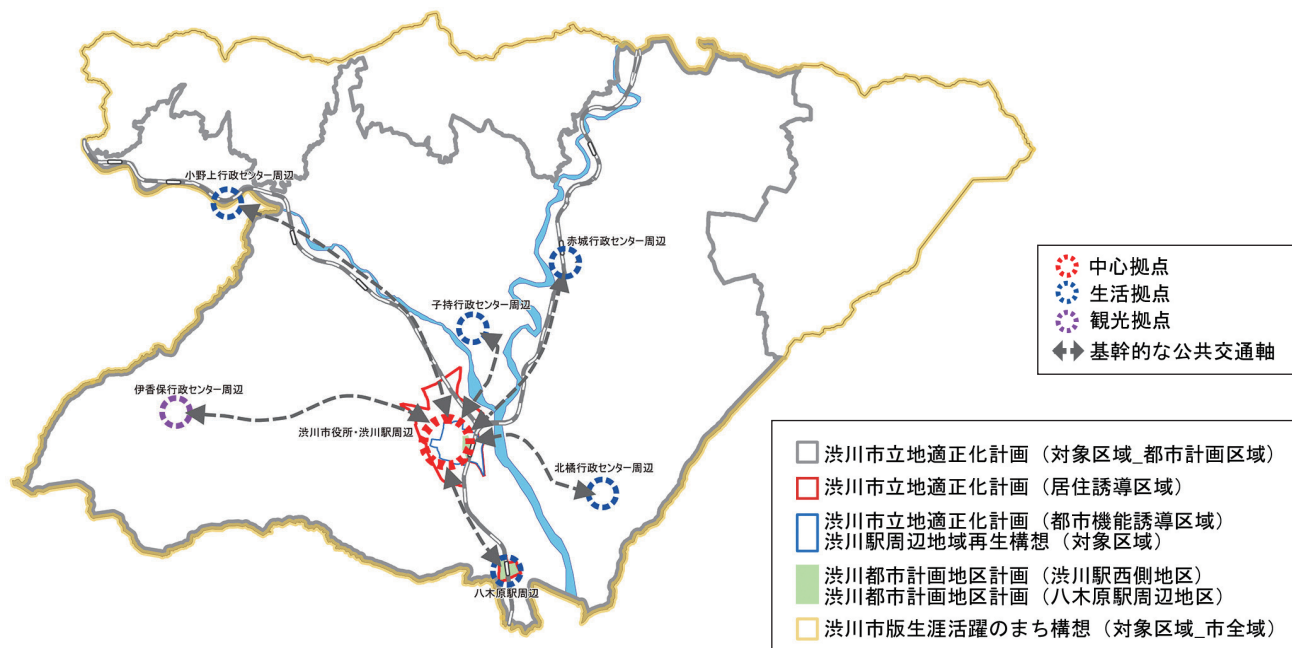 小野上行政センター周辺
赤城行政センター周辺
子持行政センター周辺
伊香保行政センター周辺
渋川市役所・渋川駅周辺
北橘行政センター周辺
八木原駅周辺
中心拠点
生活拠点
観光拠点
基幹的な公共交通軸
渋川市立地適正化計画（対象区域_都市計画区域）
渋川市立地適正化計画（居住誘導区域）
渋川市立地適正化計画（都市機能誘導区域）
渋川駅周辺地域再生構想（対象区域）
渋川都市計画地区計画（渋川駅西側地区）
渋川都市計画地区計画（八木原駅周辺地区）
渋川市版生涯活躍のまち構想（対象区域_市全域）